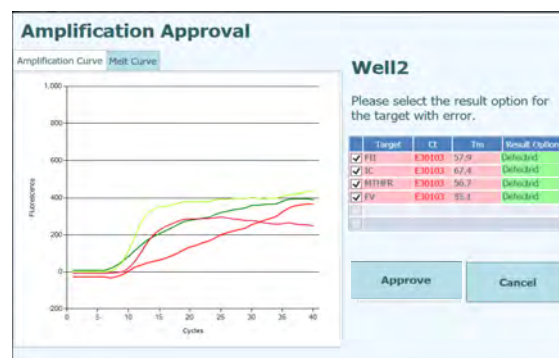 Amplification Approval
Amplification Curve Melt Curve
Well2
Please select the result option for
the target with error.
Target Ct Tm Result Option
FII E30103 57.9 Detected
IC E30103 67.4 Detected
MTHFR E30103 56.7 Detected
FV E30103 55.1 Detected
Approve Cancel
1,000
800
600
400
200
0
-200
Fluorescence
0 5 10 15 20 25 30 35 40
Cycles